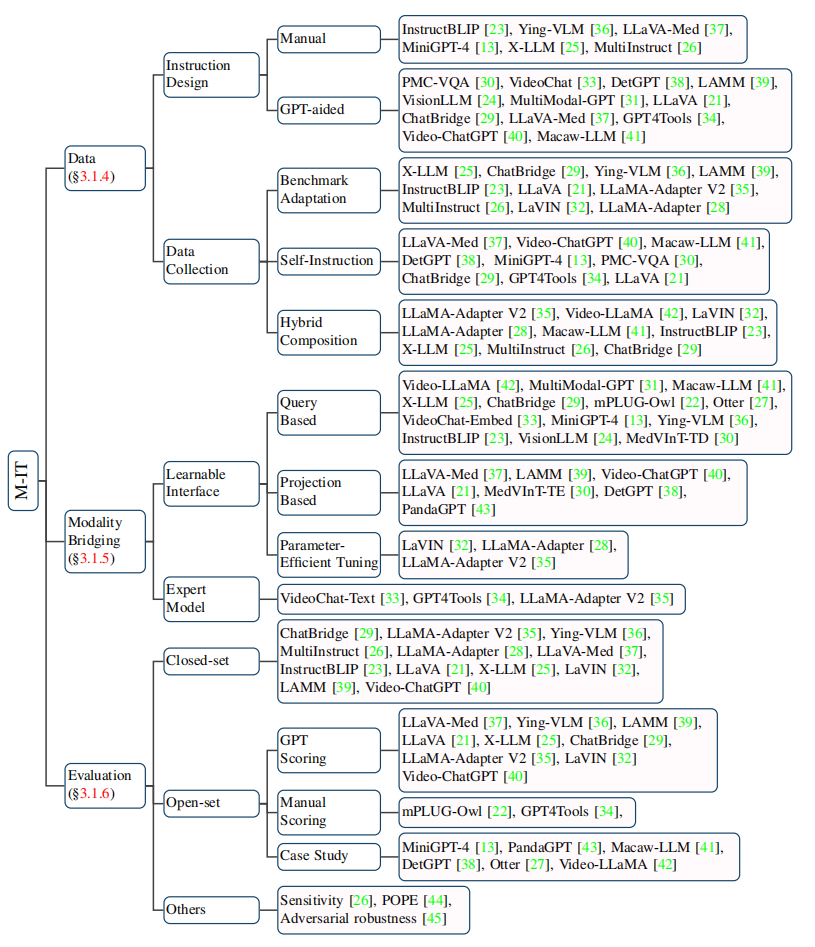 M-IT
Data
(§3.1.4)
Instruction
Design
Manual
InstructBLIP [23], Ying-VLM [36], LLaVA-Med [37],
MiniGPT-4 [13], X-LLM [25], MultiInstruct [26]
GPT-aided
PMC-VQA [30], VideoChat [33], DetGPT [38], LAMM [39],
VisionLLM [24], MultiModal-GPT [31], LLaVA [21],
ChatBridge [29], LLaVA-Med [37], GPT4Tools [34],
Video-ChatGPT [40], Macaw-LLM [41]
Data
Collection
Benchmark
Adaptation
X-LLM [25], ChatBridge [29], Ying-VLM [36], LAMM [39],
InstructBLIP [23], LLaVA [21], LLaMA-Adapter V2 [35],
MultiInstruct [26], LaVIN [32], LLaMA-Adapter [28]
Self-Instruction
LLaVA-Med [37], Video-ChatGPT [40], Macaw-LLM [41],
DetGPT [38], MiniGPT-4 [13], PMC-VQA [30],
ChatBridge [29], GPT4Tools [34], LLaVA [21]
Hybrid
Composition
LLaMA-Adapter V2 [35], Video-LLaMA [42], LaVIN [32],
LLaMA-Adapter [28], Macaw-LLM [41], InstructBLIP [23],
X-LLM [25], MultiInstruct [26], ChatBridge [29]
Modality
Bridging
(§3.1.5)
Learnable
Interface
Query
Based
Video-LLaMA [42], MultiModal-GPT [31], Macaw-LLM [41],
X-LLM [25], ChatBridge [29], mPLUG-Owl [22], Otter [27],
VideoChat-Embed [33], MiniGPT-4 [13], Ying-VLM [36],
InstructBLIP [23], VisionLLM [24], MedVInT-TD [30]
Projection
Based
LLaVA-Med [37], LAMM [39], Video-ChatGPT [40],
LLaVA [21], MedVInT-TE [30], DetGPT [38],
PandaGPT [43]
Parameter-
Efficient Tuning
LaVIN [32], LLaMA-Adapter [28],
LLaMA-Adapter V2 [35]
Expert
Model
VideoChat-Text [33], GPT4Tools [34], LLaMA-Adapter V2 [35]
Evaluation
(§3.1.6)
Closed-set
ChatBridge [29], LLaMA-Adapter V2 [35], Ying-VLM [36],
MultiInstruct [26], LLaMA-Adapter [28], LLaVA-Med [37],
InstructBLIP [23], LLaVA [21], X-LLM [25], LaVIN [32],
LAMM [39], Video-ChatGPT [40]
Open-set
GPT
Scoring
LLaVA-Med [37], Ying-VLM [36], LAMM [39],
LLaVA [21], X-LLM [25], ChatBridge [29],
LLaMA-Adapter V2 [35], LaVIN [32]
Video-ChatGPT [40]
Manual
Scoring
mPLUG-Owl [22], GPT4Tools [34],
Case Study
MiniGPT-4 [13], PandaGPT [43], Macaw-LLM [41],
DetGPT [38], Otter [27], Video-LLaMA [42]
Others
Sensitivity [26], POPE [44],
Adversarial robustness [45]